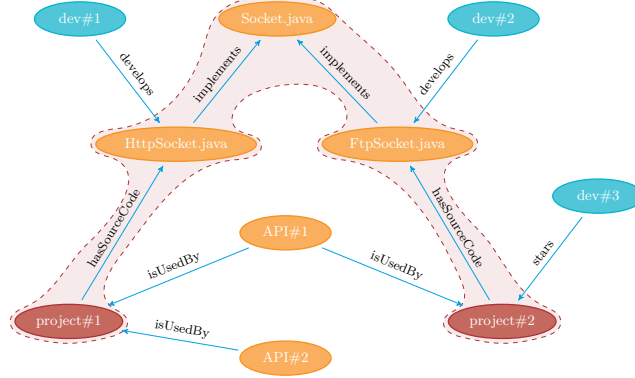 dev#1
Socket.java
dev#2
develops
implements
implements
develops
HttpSocket.java
FtpSocket.java
hasSourceCode
hasSourceCode
dev#3
API#1
stars
isUsedBy
isUsedBy
project#1
isUsedBy
project#2
API#2